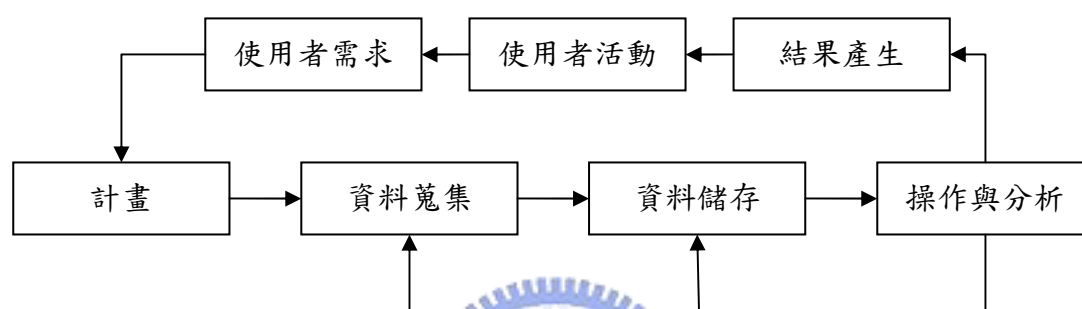 使用者需求
使用者活動
結果產生
計畫
資料蒐集
資料儲存
操作與分析